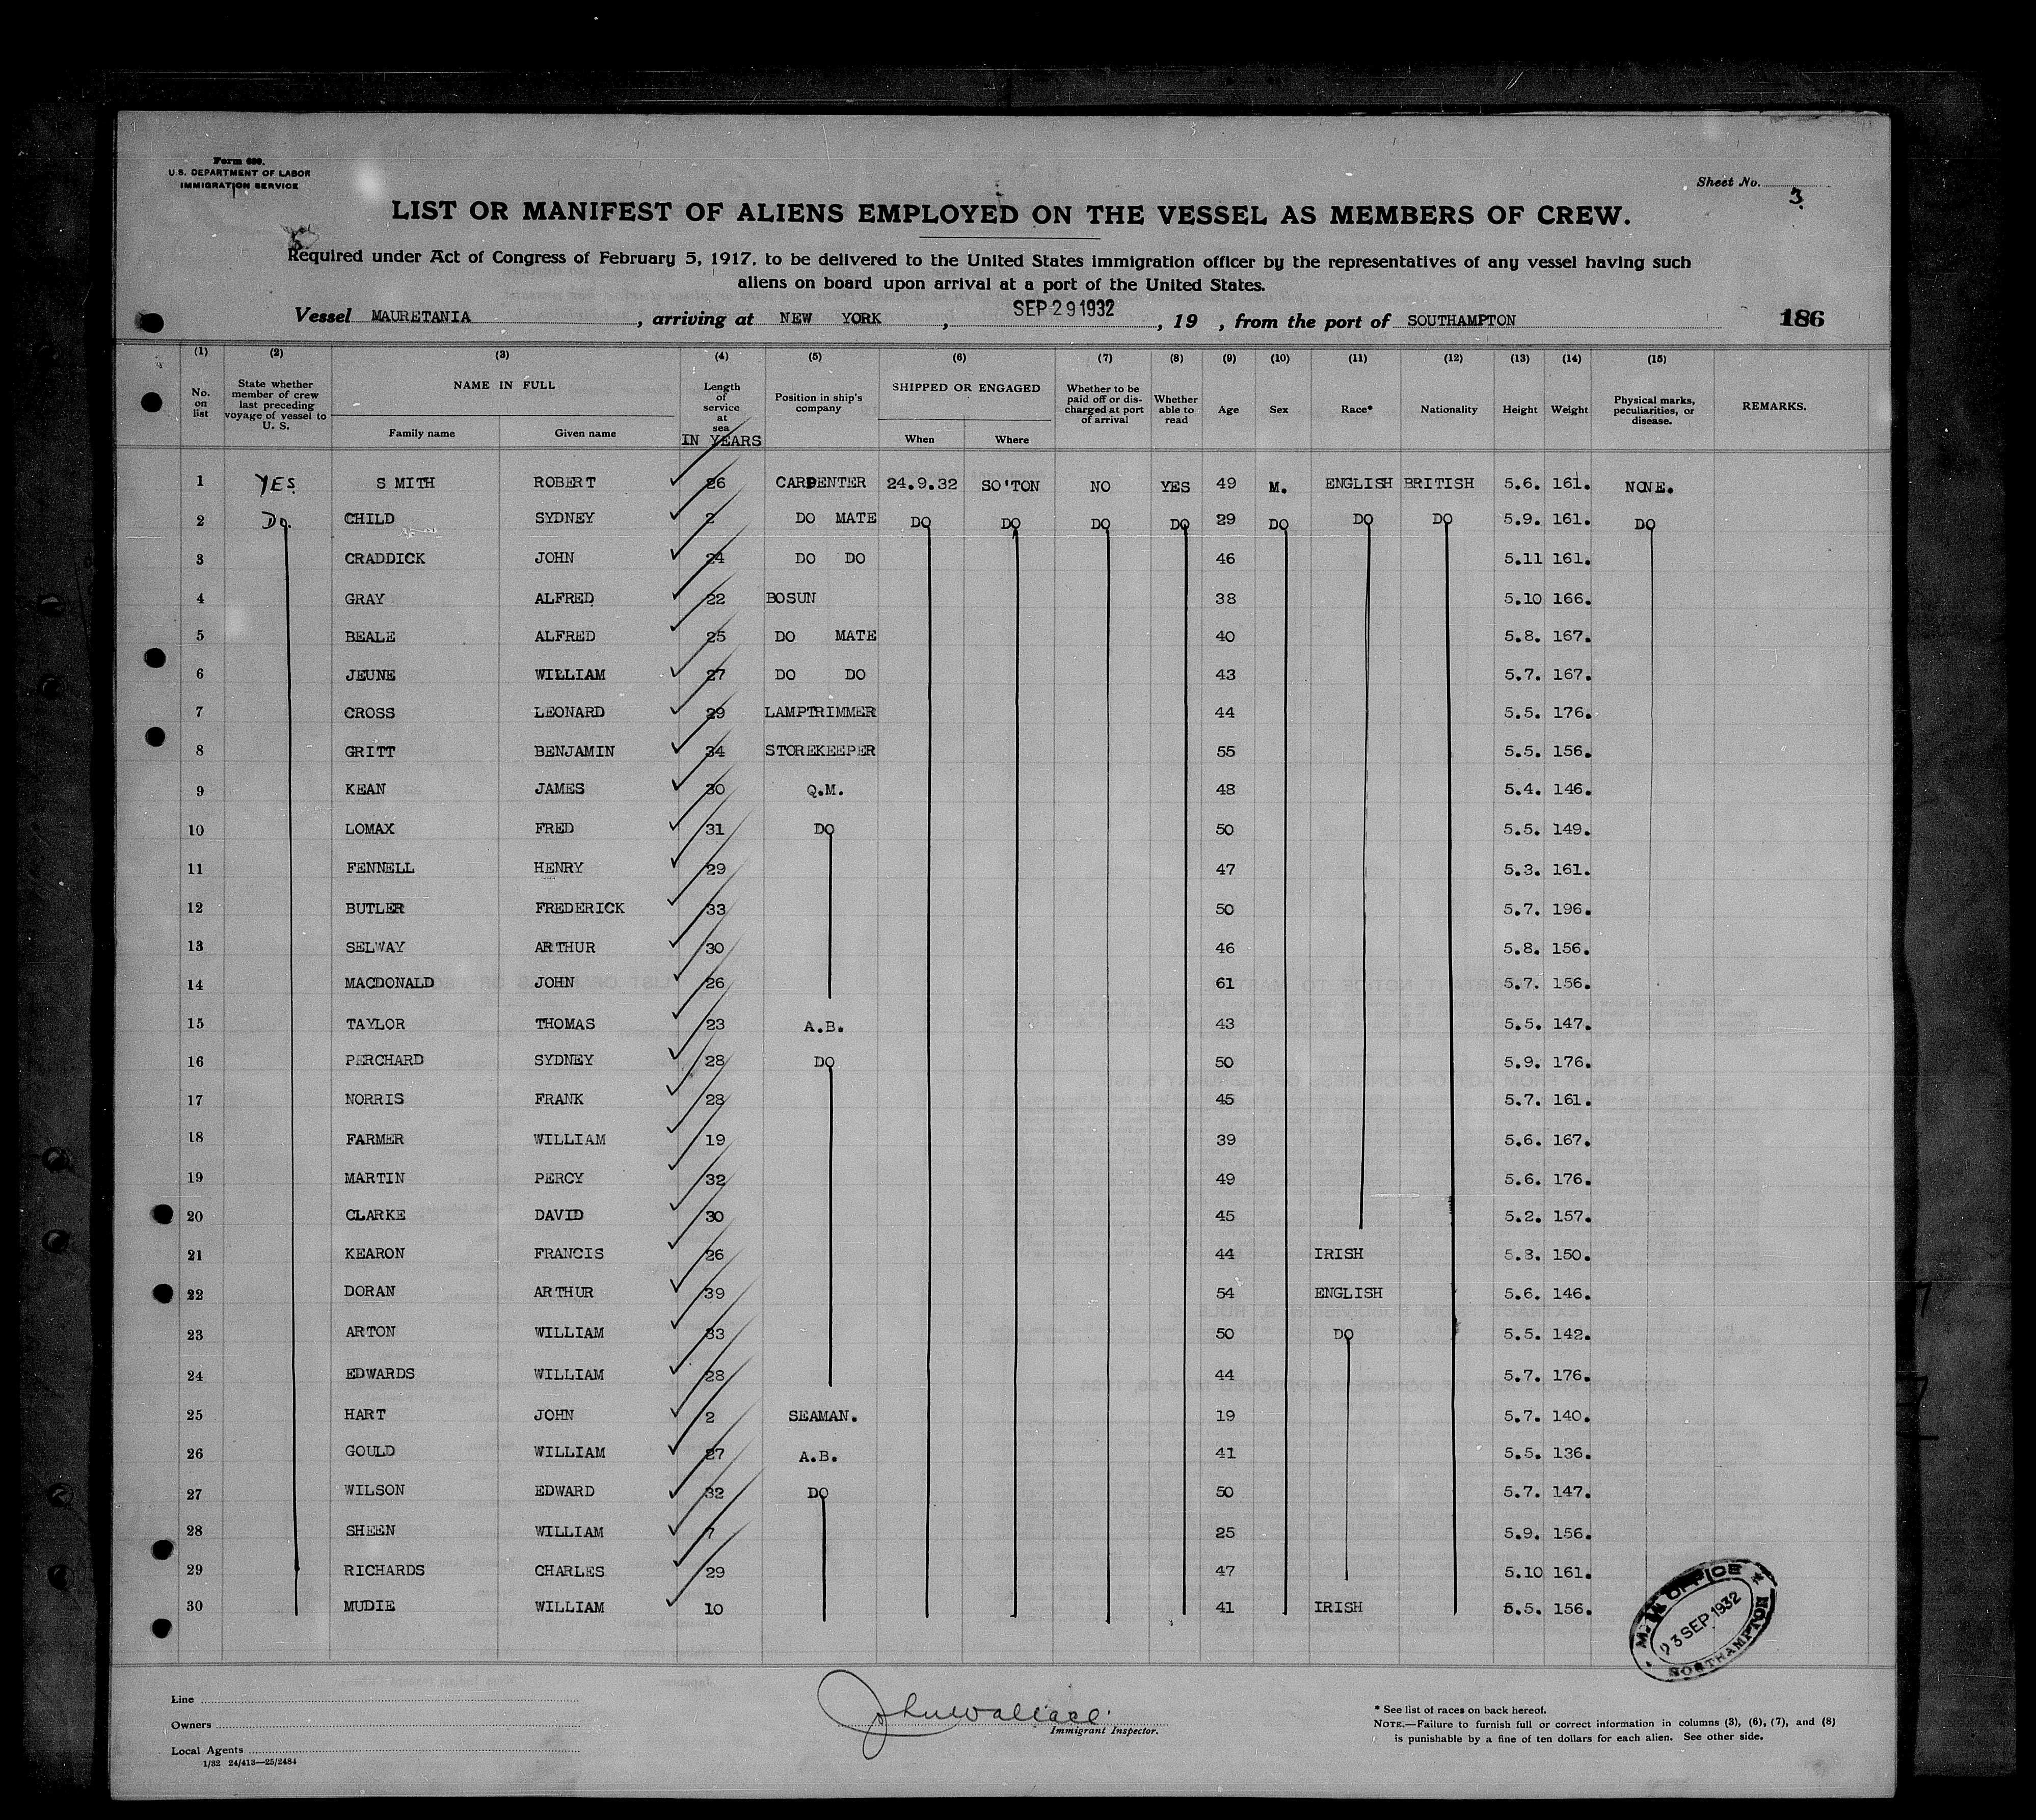 Form 680.
U.S. DEPARTMENT OF LABOR
IMMIGRATION SERVICE
Sheet No. 3
LIST OR MANIFEST OF ALIENS EMPLOYED ON THE VESSEL AS MEMBERS OF CREW.
Required under Act of Congress of February 5, 1917, to be delivered to the United States immigration officer by the representatives of any vessel having such
aliens on board upon arrival at a port of the United States.
Vessel MAURETANIA, arriving at NEW YORK, SEP 29 1932, 19 , from the port of SOUTHAMPTON 186
(1) (2) (3) (4) (5) (6) (7) (8) (9) (10) (11) (12) (13) (14) (15)
No. on list State whether member of crew last preceding voyage of vessel to U. S. NAME IN FULL Family name Given name Length of service at sea IN YEARS Position in ship's company SHIPPED OR ENGAGED When Where Whether to be paid off or discharged at port of arrival Whether able to read Age Sex Race* Nationality Height Weight Physical marks, peculiarities, or disease. REMARKS.
1 YES S MITH ROBERT 26 CARPENTER 24.9.32 SO'TON NO YES 49 M. ENGLISH BRITISH 5.6. 161. NONE.
2 Do. CHILD SYDNEY 2 DO MATE DO DO DO DO 29 DO DO DO 5.9. 161. DO
3 CRADDICK JOHN 24 DO DO 46 5.11 161.
4 GRAY ALFRED 22 BOSUN 38 5.10 166.
5 BEALE ALFRED 25 DO MATE 40 5.8. 167.
6 JEUNE WILLIAM 27 DO DO 43 5.7. 167.
7 CROSS LEONARD 29 LAMPTRIMMER 44 5.5. 176.
8 GRITT BENJAMIN 34 STOREKEEPER 55 5.5. 156.
9 KEAN JAMES 30 Q.M. 48 5.4. 146.
10 LOMAX FRED 31 DO 50 5.5. 149.
11 FENNELL HENRY 29 47 5.3. 161.
12 BUTLER FREDERICK 33 50 5.7. 196.
13 SELWAY ARTHUR 30 46 5.8. 156.
14 MACDONALD JOHN 26 61 5.7. 156.
15 TAYLOR THOMAS 23 A.B. 43 5.5. 147.
16 PERCHARD SYDNEY 28 DO 50 5.9. 176.
17 NORRIS FRANK 28 45 5.7. 161.
18 FARMER WILLIAM 19 39 5.6. 167.
19 MARTIN PERCY 32 49 5.6. 176.
20 CLARKE DAVID 30 45 5.2. 157.
21 KEARON FRANCIS 26 44 IRISH 5.3. 150.
22 DORAN ARTHUR 39 54 ENGLISH 5.6. 146.
23 ARTON WILLIAM 33 50 DO 5.5. 142.
24 EDWARDS WILLIAM 28 44 5.7. 176.
25 HART JOHN 2 SEAMAN. 19 5.7. 140.
26 GOULD WILLIAM 27 A.B. 41 5.5. 136.
27 WILSON EDWARD 32 DO 50 5.7. 147.
28 SHEEN WILLIAM 7 25 5.9. 156.
29 RICHARDS CHARLES 29 47 5.10 161.
30 MUDIE WILLIAM 10 41 IRISH 5.5. 156.
OFFICE
23 SEP 1932
SOUTHAMPTON
Line
Owners
Local Agents
1/32 24/413—25/2484
John Wallace
Immigrant Inspector.
* See list of races on back hereof.
NOTE.—Failure to furnish full or correct information in columns (3), (6), (7), and (8)
is punishable by a fine of ten dollars for each alien. See other side.